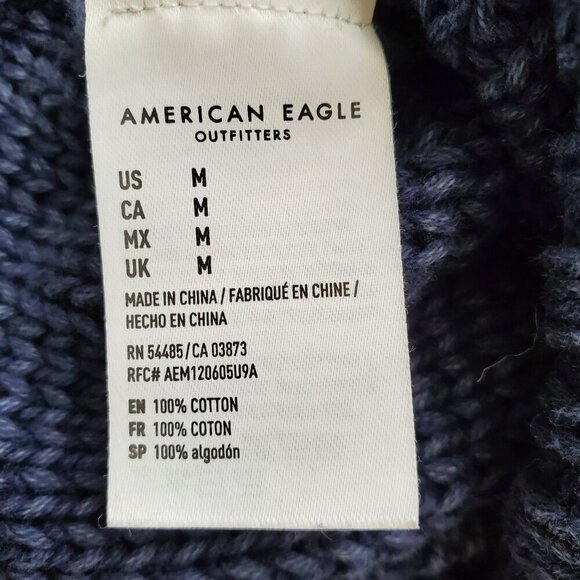 AMERICAN EAGLE
OUTFITTERS
US M
CA M
MX M
UK M
MADE IN CHINA / FABRIQUÉ EN CHINE /
HECHO EN CHINA
RN 54485/CA 03873
RFC# AEM120605U9A
EN 100% COTTON
FR 100% COTON
SP 100% algodón